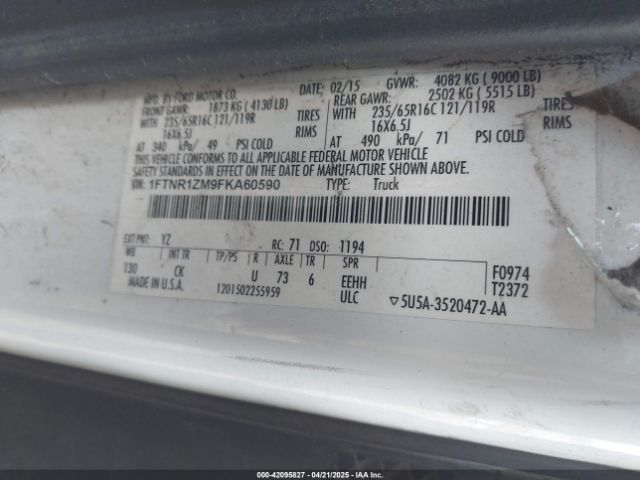 MFD. BY FORD MOTOR CO. DATE: 02/15 GVWR: 4082 KG ( 9000 LB)
FRONT GAWR: 1873 KG ( 4130 LB) REAR GAWR: 2502 KG ( 5515 LB)
WITH 235/65R16C 121/119R TIRES WITH 235/65R16C 121/119R TIRES
16X6.5J RIMS 16X6.5J RIMS
AT 340 kPa/ 49 PSI COLD AT 490 kPa/ 71 PSI COLD
THIS VEHICLE CONFORMS TO ALL APPLICABLE FEDERAL MOTOR VEHICLE
SAFETY STANDARDS IN EFFECT ON THE DATE OF MANUFACTURE SHOWN ABOVE.
VIN: 1FTNR1ZM9FKA60590 TYPE: Truck
EXT PNT: YZ RC: 71 DSO: 1194
WB TP/PS R AXLE TR SPR F0974
130 CK U 73 6 EEHH T2372
MADE IN U.S.A. 1201502255959 ULC ▽5U5A-3520472-AA
000-42095827 - 04/21/2025 - IAAI.com